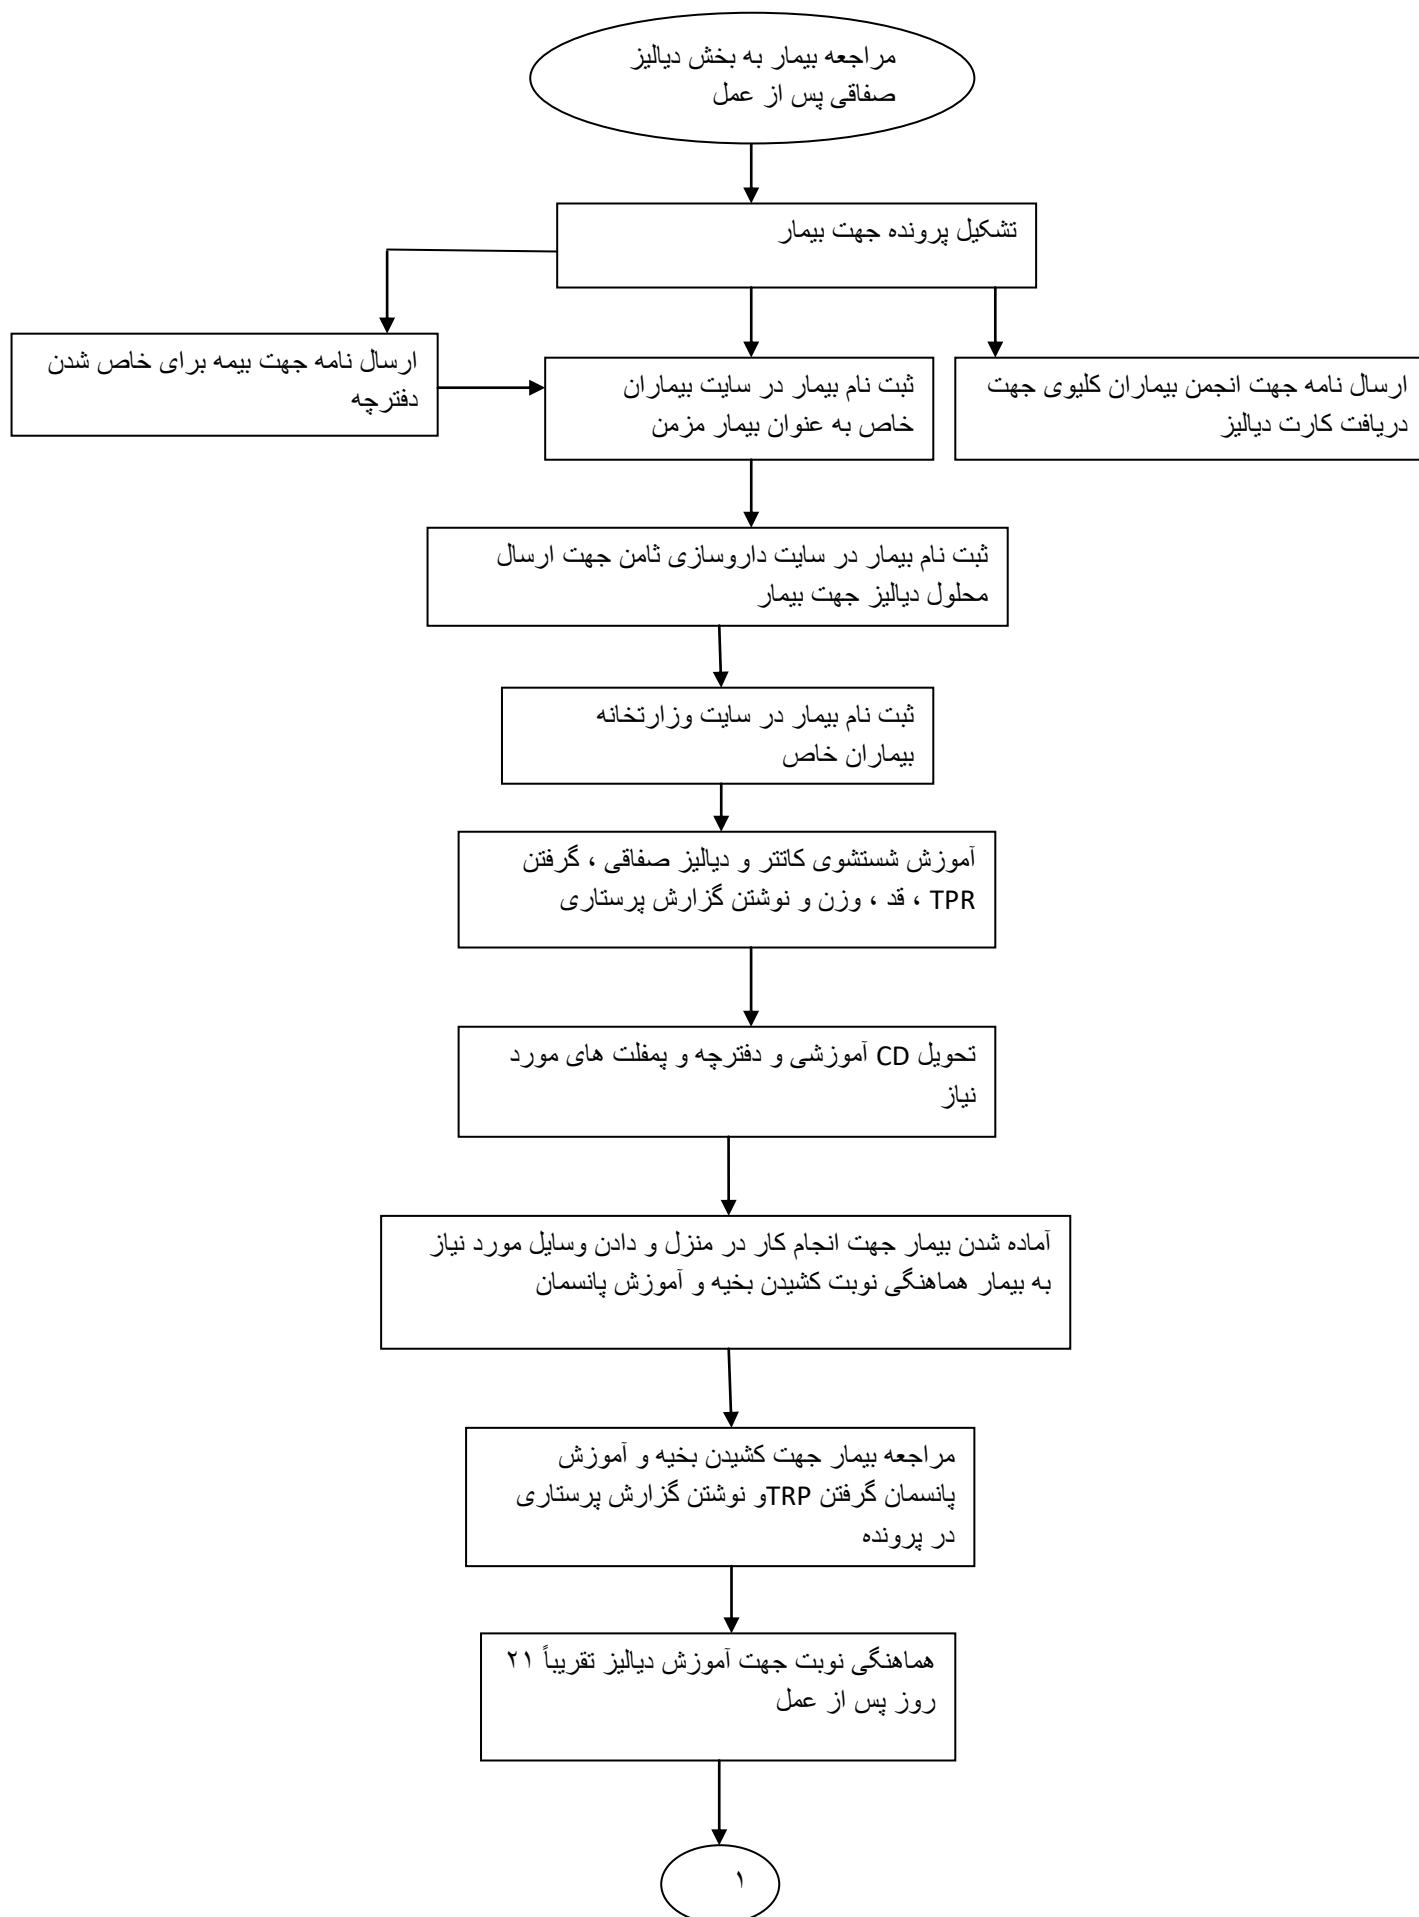 مراجعه بیمار به بخش دیالیز
صفاقی پس از عمل
تشکیل پرونده جهت بیمار
ارسال نامه جهت انجمن بیماران کلیوی جهت
دریافت کارت دیالیز
ثبت نام بیمار در سایت بیماران
خاص به عنوان بیمار مزمن
ارسال نامه جهت بیمه برای خاص شدن
دفترچه
ثبت نام بیمار در سایت داروسازی ثامن جهت ارسال
محلول دیالیز جهت بیمار
ثبت نام بیمار در سایت وزارتخانه
بیماران خاص
آموزش شستشوی کاتتر و دیالیز صفاقی ، گرفتن
TPR ، قد ، وزن و نوشتن گزارش پرستاری
تحویل CD آموزشی و دفترچه و پمفلت های مورد
نیاز
آماده شدن بیمار جهت انجام کار در منزل و دادن وسایل مورد نیاز
به بیمار هماهنگی نوبت کشیدن بخیه و آموزش پانسمان
مراجعه بیمار جهت کشیدن بخیه و آموزش
پانسمان گرفتن TRPو نوشتن گزارش پرستاری
در پرونده
هماهنگی نوبت جهت آموزش دیالیز تقریباً ۲۱
روز پس از عمل
۱